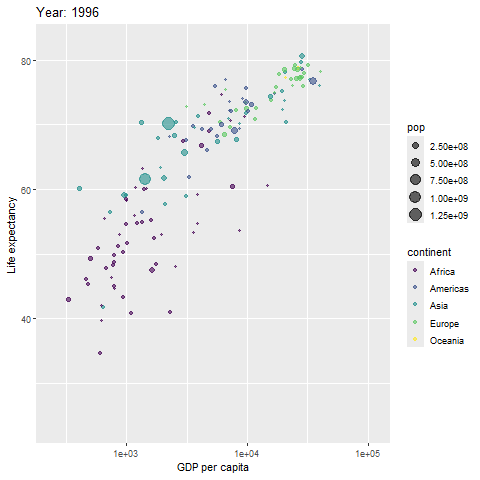 Year: 1996
Life expectancy
80
60
40
1e+03
1e+04
1e+05
GDP per capita
pop
2.50e+08
5.00e+08
7.50e+08
1.00e+09
1.25e+09
continent
Africa
Americas
Asia
Europe
Oceania